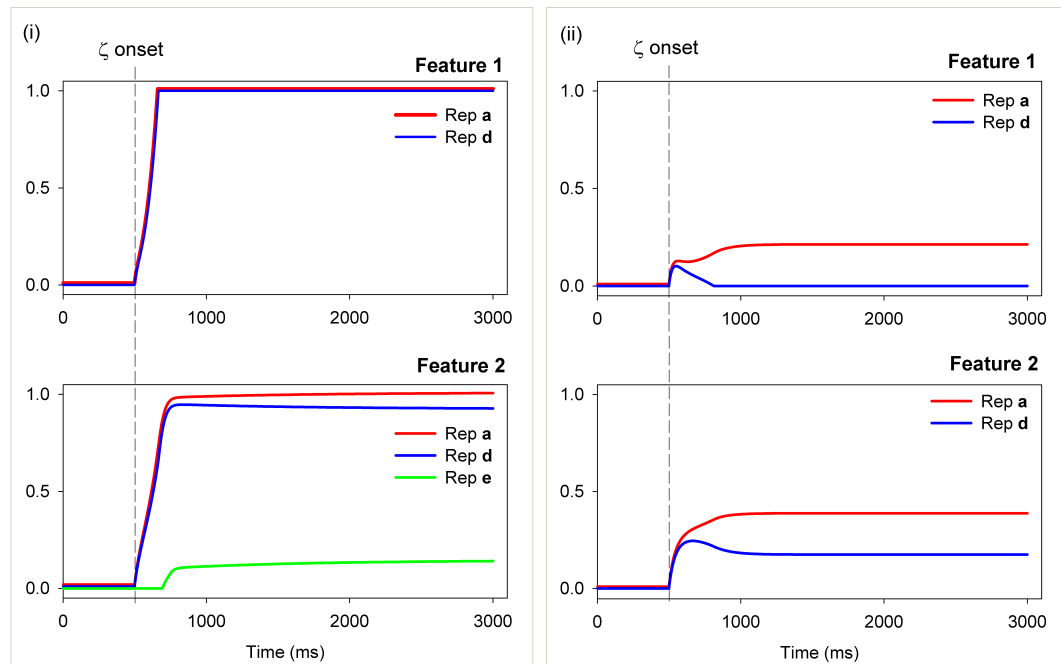 (i)
ζ onset
Feature 1
1.0
Rep a
Rep d
0.5
0.0
0 1000 2000 3000
Feature 2
1.0
Rep a
Rep d
Rep e
0.5
0.0
0 1000 2000 3000
Time (ms)
(ii)
ζ onset
Feature 1
1.0
Rep a
Rep d
0.5
0.0
0 1000 2000 3000
Feature 2
1.0
Rep a
Rep d
0.5
0.0
0 1000 2000 3000
Time (ms)